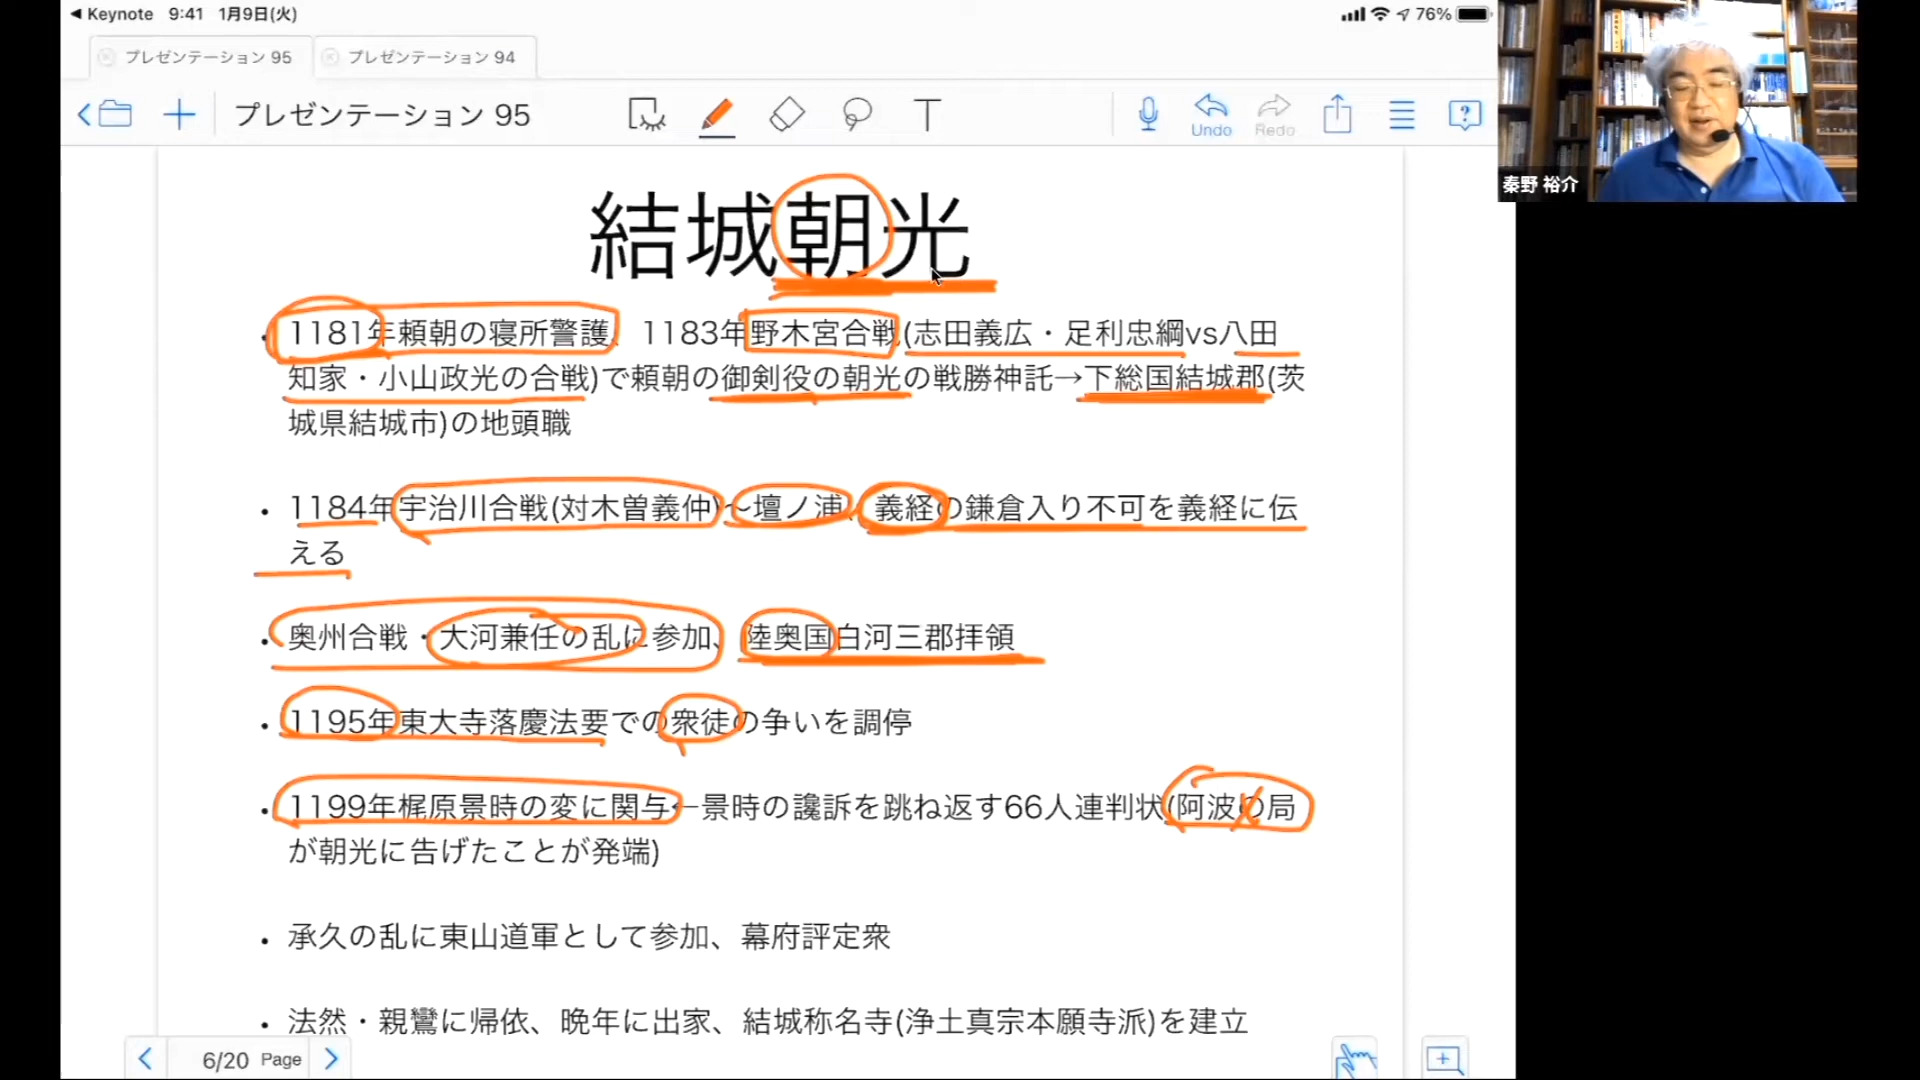 Keynote 9:41 1月9日(火) 76%
プレゼンテーション 95 プレゼンテーション 94
プレゼンテーション 95 T Undo Redo
秦野 裕介
結城朝光
・1181年頼朝の寝所警護、1183年野木宮合戦(志田義広・足利忠綱vs八田
知家・小山政光の合戦)で頼朝の御剣役の朝光の戦勝神託→下総国結城郡(茨
城県結城市)の地頭職
・1184年宇治川合戦(対木曽義仲)～壇ノ浦、義経の鎌倉入り不可を義経に伝
える
・奥州合戦・大河兼任の乱に参加、陸奥国白河三郡拝領
・1195年東大寺落慶法要での衆徒の争いを調停
・1199年梶原景時の変に関与←景時の讒訴を跳ね返す66人連判状(阿波の局
が朝光に告げたことが発端)
・承久の乱に東山道軍として参加、幕府評定衆
・法然・親鸞に帰依、晩年に出家、結城称名寺(浄土真宗本願寺派)を建立
6/20 Page